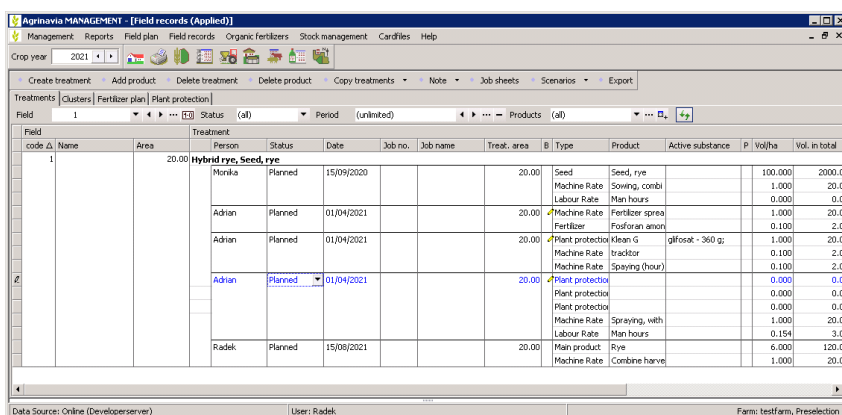 Agrinavia MANAGEMENT - [Field records (Applied)]
Management Reports Field plan Field records Organic fertilizers Stock management Cardfiles Help
Crop year 2021
Create treatment Add product Delete treatment Delete product Copy treatments Note Job sheets Scenarios Export
Treatments Clusters Fertilizer plan Plant protection
Field 1 Status (all) Period (unlimited) Products (all)
Field Treatment
code Name Area Person Status Date Job no. Job name Treat. area B Type Product Active substance P Vol/ha Vol. in total
1 20.00 Hybrid rye, Seed, rye
Monika Planned 15/09/2020 20.00 Seed Seed, rye 100.000 2000.0
Machine Rate Sowing, combi 1.000 20.0
Labour Rate Man hours 0.000 0.0
Adrian Planned 01/04/2021 20.00 Machine Rate Fertilizer sprea 1.000 20.0
Fertilizer Fosforan amon 0.100 2.0
Adrian Planned 01/04/2021 20.00 Plant protection Klean G glifosat - 360 g; 1.000 20.0
Machine Rate tracktor 0.100 2.0
Machine Rate Spaying (hour) 0.100 2.0
Adrian Planned 01/04/2021 20.00 Plant protection 0.000 0.0
Plant protection 0.000 0.0
Plant protection 0.000 0.0
Machine Rate Spraying, with 1.000 20.0
Labour Rate Man hours 0.154 3.0
Radek Planned 15/08/2021 20.00 Main product Rye 6.000 120.0
Machine Rate Combine harve 1.000 20.0
Data Source: Online (Developerserver) User: Radek Farm: testfarm, Preselection